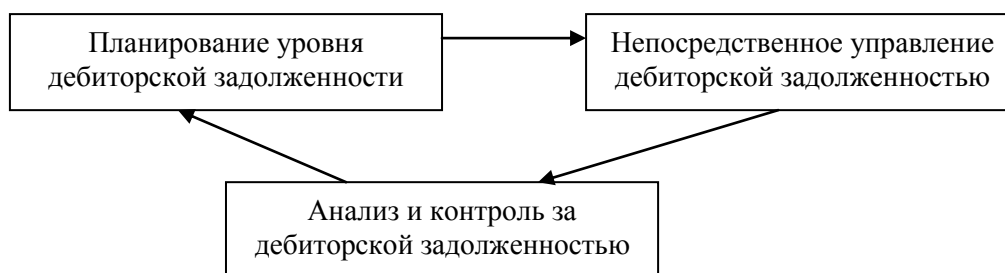 Планирование уровня
дебиторской задолженности
Непосредственное управление
дебиторской задолженностью
Анализ и контроль за
дебиторской задолженностью